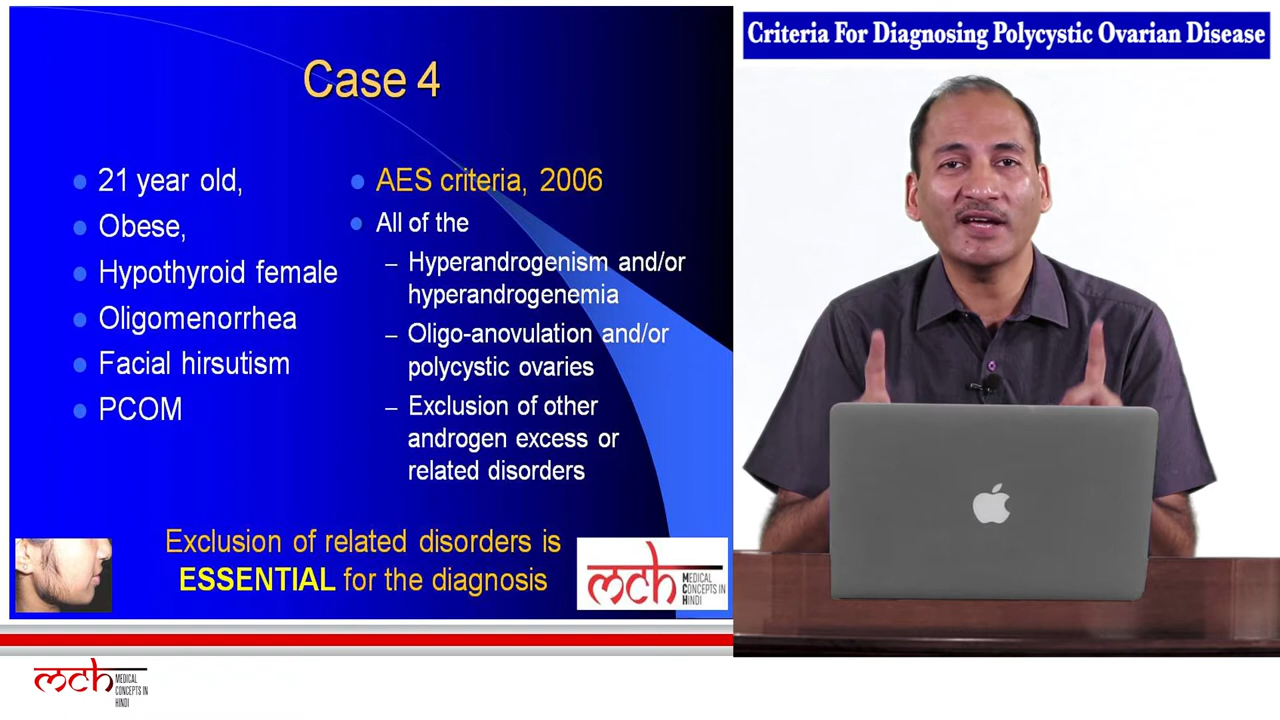 Criteria For Diagnosing Polycystic Ovarian Disease
Case 4
21 year old,
Obese,
Hypothyroid female
Oligomenorrhea
Facial hirsutism
PCOM
AES criteria, 2006
All of the
– Hyperandrogenism and/or
hyperandrogenemia
– Oligo-anovulation and/or
polycystic ovaries
– Exclusion of other
androgen excess or
related disorders
Exclusion of related disorders is
ESSENTIAL for the diagnosis
mch MEDICAL
CONCEPTS IN
HINDI
mch MEDICAL
CONCEPTS IN
HINDI